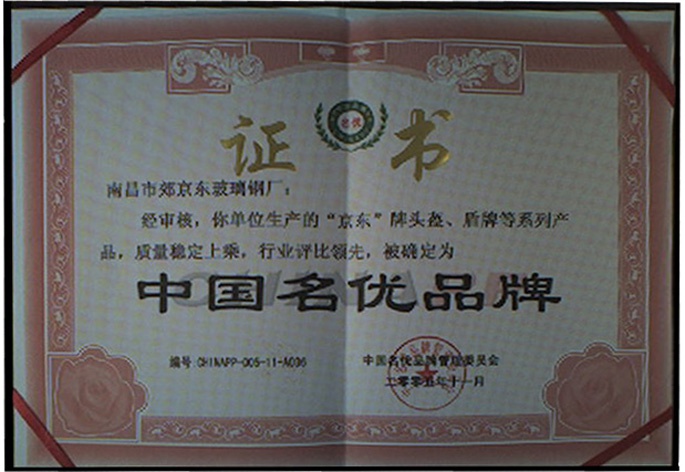 名优
证书
南昌市郊京东玻璃钢厂：
经审核，你单位生产的“京东”牌头盔、盾牌等系列产
品，质量稳定上乘，行业评比领先，被确定为
中国名优品牌
编号:CHINAPP-005-11-A036
中国名优品牌管理委员会
二零零五年十一月